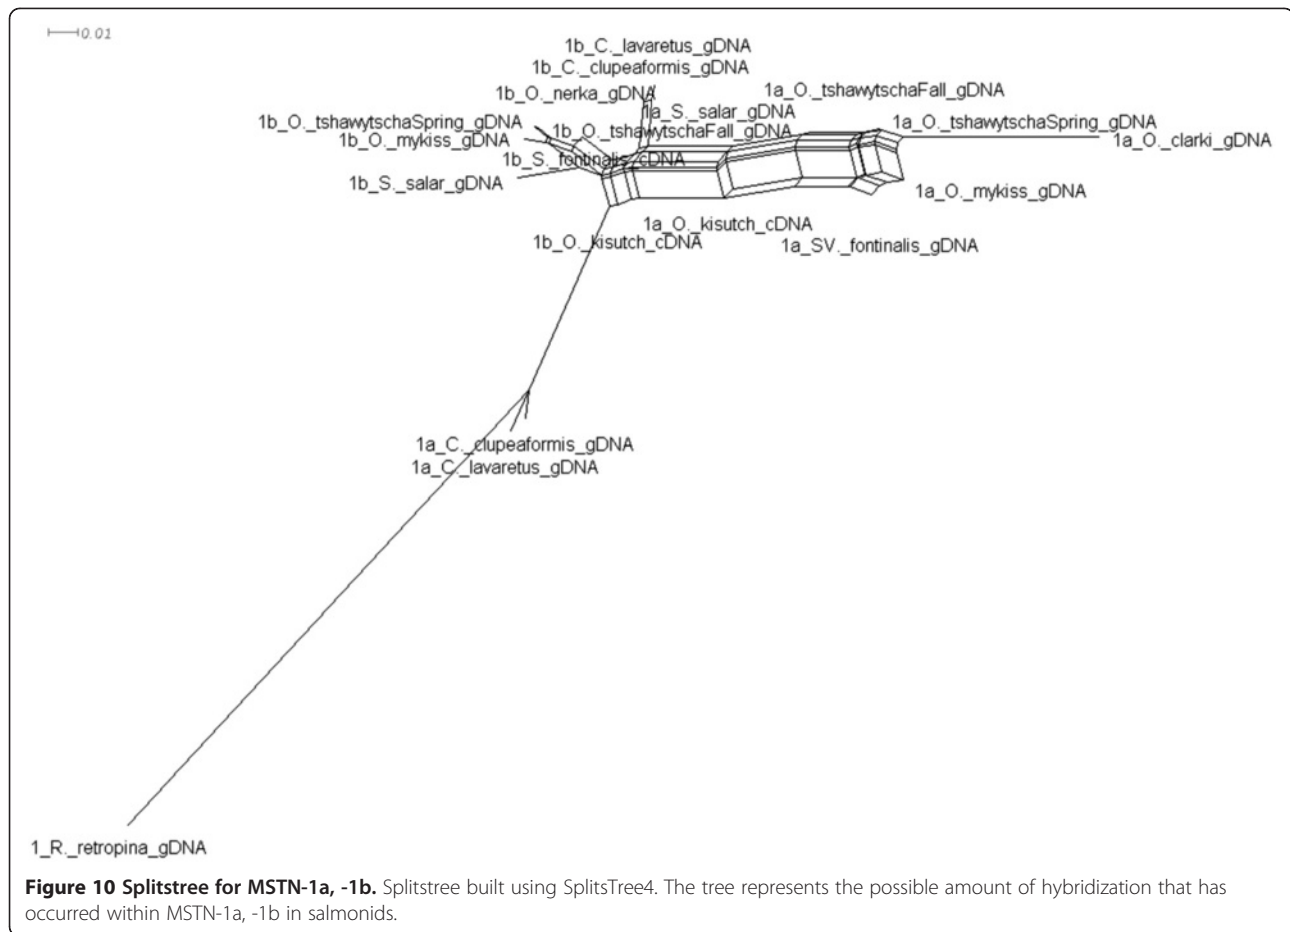 0.01
1b_C._lavaretus_gDNA
1b_C._clupeaformis_gDNA
1b_O._nerka_gDNA
1a_O._tshawytschaFall_gDNA
1a_S._salar_gDNA
1b_O._tshawytschaSpring_gDNA
1b_O._tshawytschaFall_gDNA
1a_O._tshawytschaSpring_gDNA
1b_O._mykiss_gDNA
1a_O._clarki_gDNA
1b_S._fontinalis_cDNA
1b_S._salar_gDNA
1a_O._mykiss_gDNA
1a_O._kisutch_cDNA
1b_O._kisutch_cDNA
1a_SV._fontinalis_gDNA
1a_C._clupeaformis_gDNA
1a_C._lavaretus_gDNA
1_R._retropina_gDNA
Figure 10 Splitstree for MSTN-1a, -1b. Splitstree built using SplitsTree4. The tree represents the possible amount of hybridization that has
occurred within MSTN-1a, -1b in salmonids.